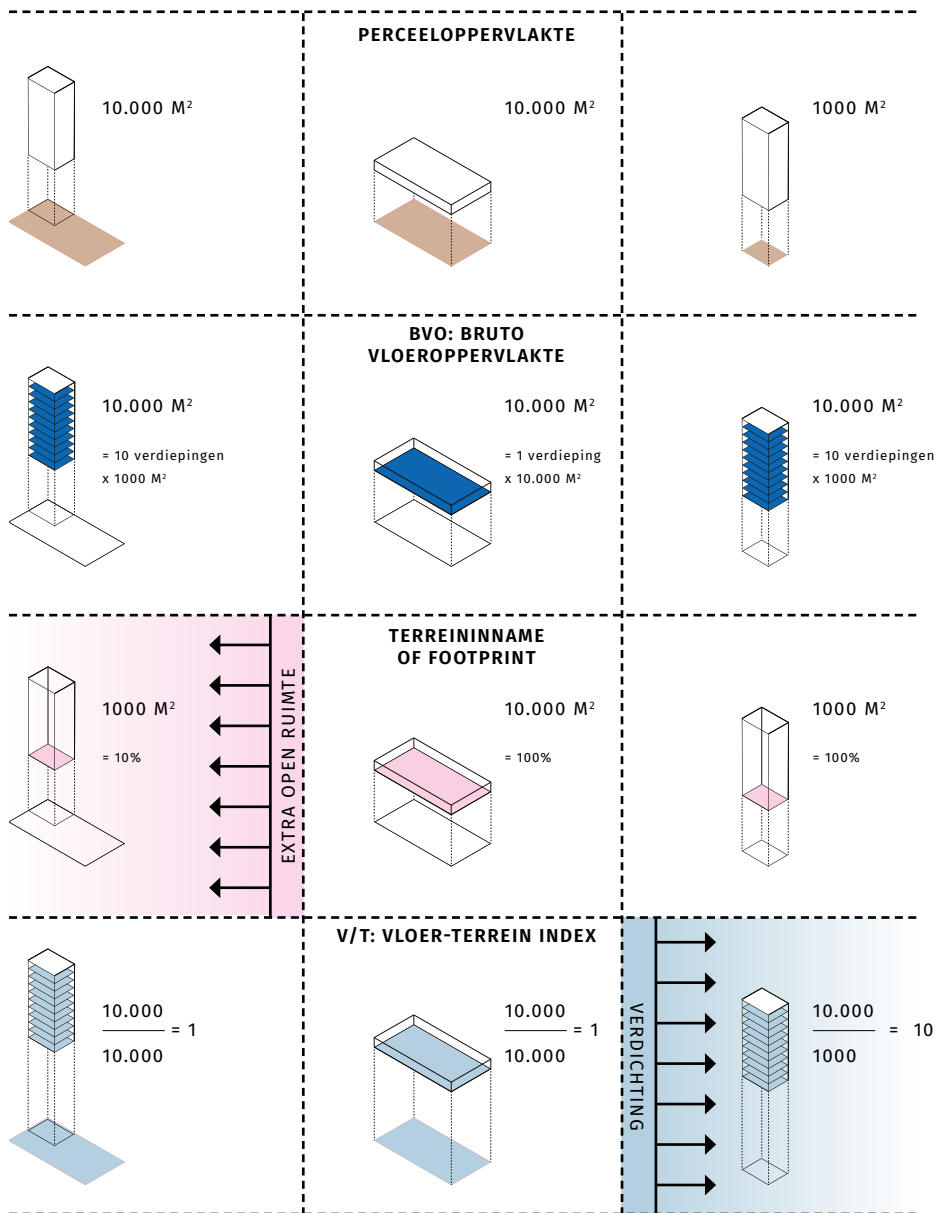 PERCEELOPPERVLAKTE
10.000 M²
10.000 M²
1000 M²
BVO: BRUTO
VLOEROPPERVLAKTE
10.000 M²
= 10 verdiepingen
x 1000 M²
10.000 M²
= 1 verdieping
x 10.000 M²
10.000 M²
= 10 verdiepingen
x 1000 M²
TERREININNAME
OF FOOTPRINT
1000 M²
= 10%
EXTRA OPEN RUIMTE
10.000 M²
= 100%
1000 M²
= 100%
V/T: VLOER-TERREIN INDEX
10.000
= 1
10.000
10.000
= 1
10.000
VERDICHTING
10.000
= 10
1000